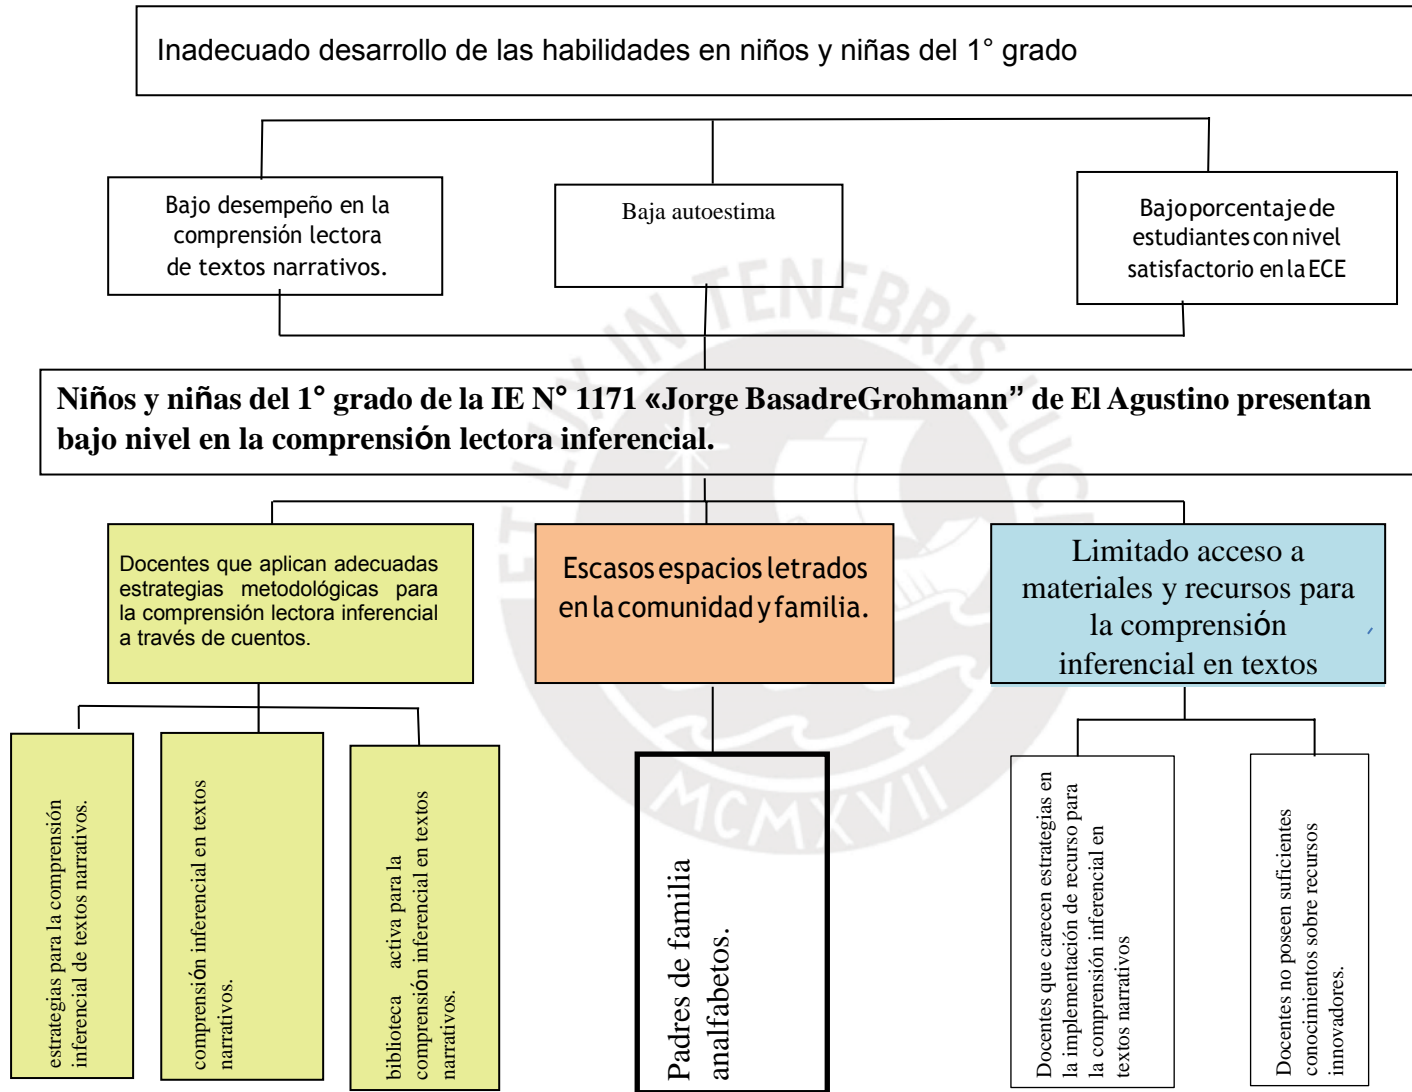 Inadecuado desarrollo de las habilidades en niños y niñas del 1° grado
Bajo desempeño en la
comprensión lectora
de textos narrativos.
Baja autoestima
Bajo porcentaje de
estudiantes con nivel
satisfactorio en la ECE
Niños y niñas del 1° grado de la IE N° 1171 «Jorge BasadreGrohmann” de El Agustino presentan
bajo nivel en la comprensión lectora inferencial.
Docentes que aplican adecuadas
estrategias metodológicas para
la comprensión lectora inferencial
a través de cuentos.
Escasos espacios letrados
en la comunidad y familia.
Limitado acceso a
materiales y recursos para
la comprensión
inferencial en textos
estrategias para la comprensión
inferencial de textos narrativos.
comprensión inferencial en textos
narrativos.
biblioteca activa para la
comprensión inferencial en textos
narrativos.
Padres de familia
analfabetos.
Docentes que carecen estrategias en
la implementación de recurso para
la comprensión inferencial en
textos narrativos
Docentes no poseen suficientes
conocimientos sobre recursos
innovadores.
ET LUX IN TENEBRIS LUCET
MCMXVII